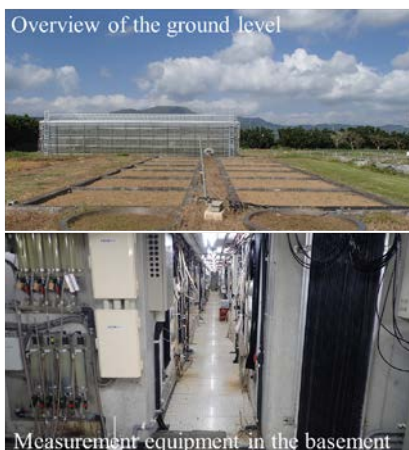 Overview of the ground level
Measurement equipment in the basement